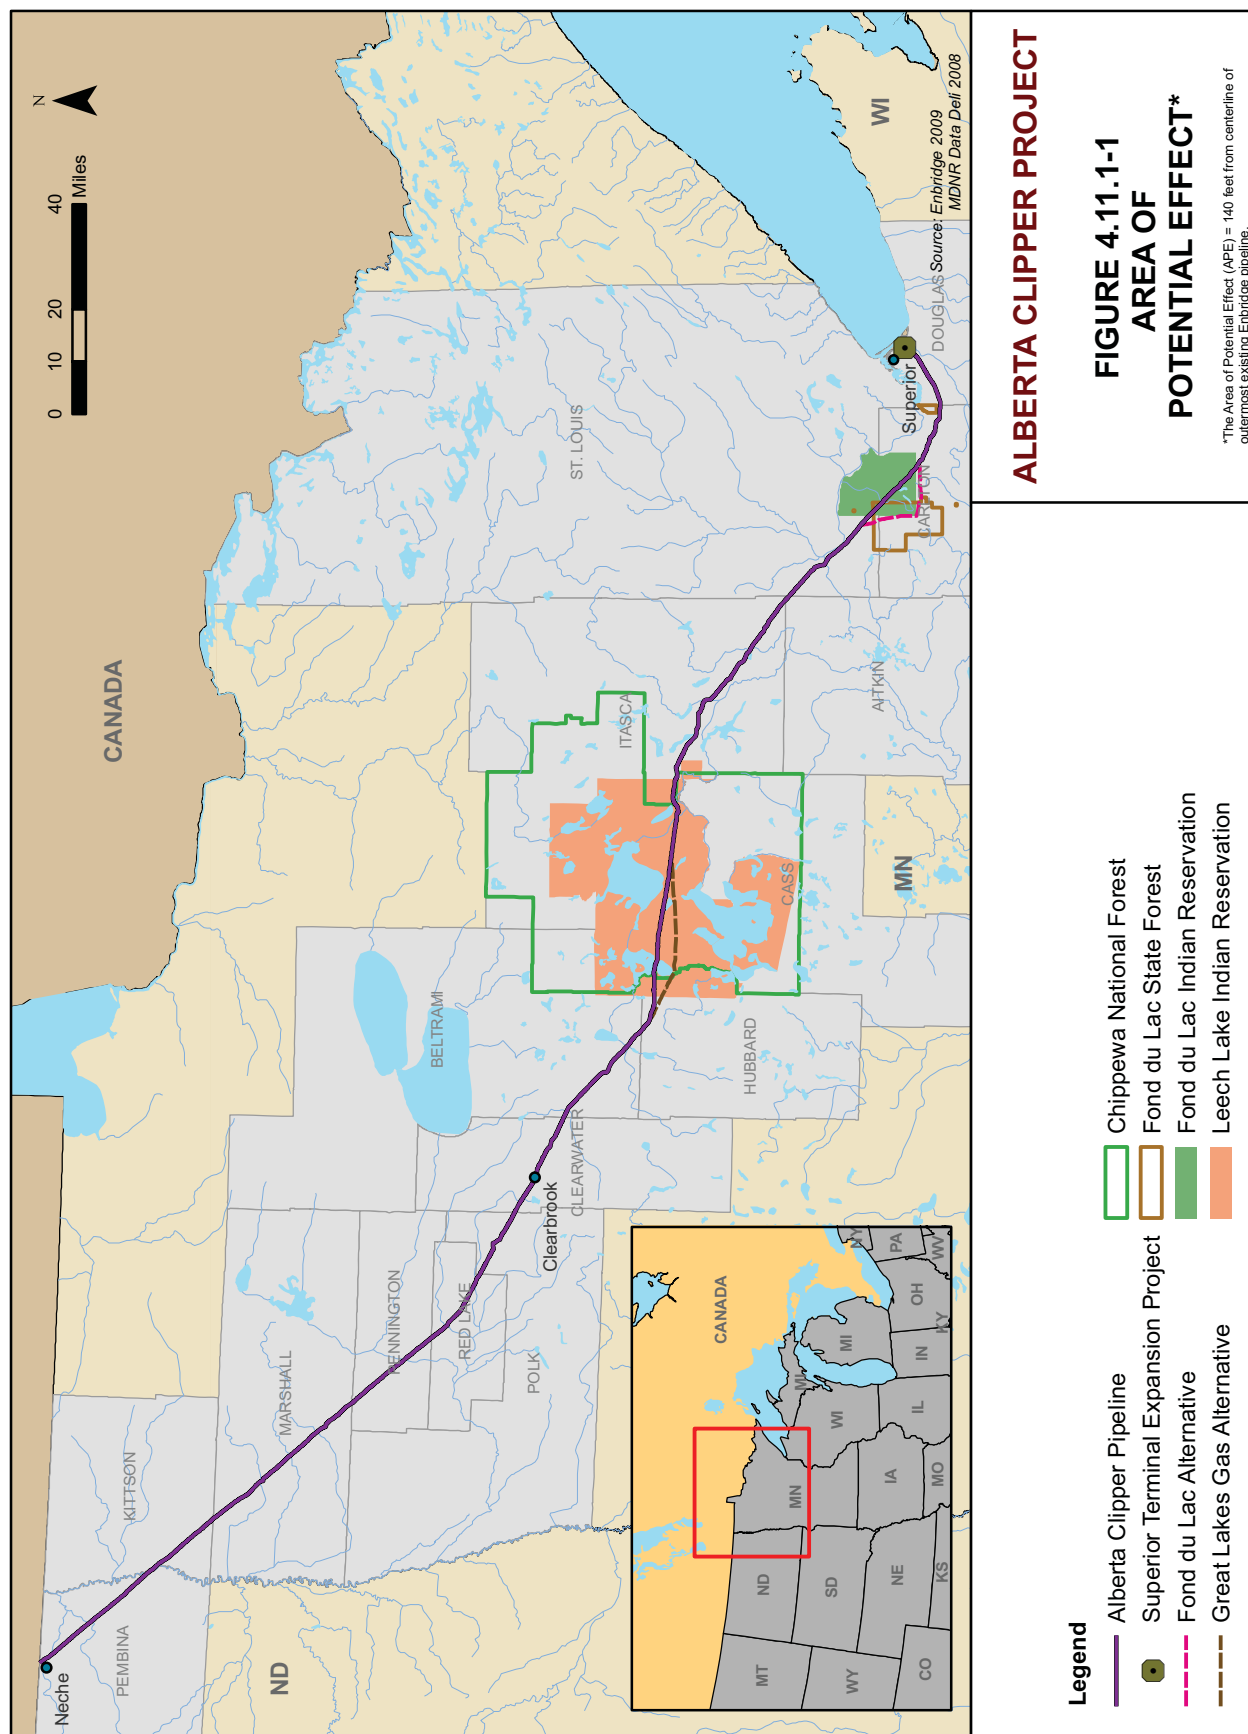 N
0 10 20 40
Miles
CANADA
Neche
PEMBINA
ND
KITTSON
MARSHALL
PENNINGTON
RED LAKE
POLK
Clearbrook
CLEARWATER
BELTRAMI
HUBBARD
CASS
ITASCA
MN
AITKIN
ST. LOUIS
CARLTON
Superior
DOUGLAS
WI
Source: Enbridge 2009
MDNR Data Deli 2008
CANADA
MT
ND
MN
WY
SD
WI
MI
MI
NE
IA
CO
KS
MO
IL
IN
OH
KY
WV
PA
NY
Legend
Alberta Clipper Pipeline
Superior Terminal Expansion Project
Fond du Lac Alternative
Great Lakes Gas Alternative
Chippewa National Forest
Fond du Lac State Forest
Fond du Lac Indian Reservation
Leech Lake Indian Reservation
ALBERTA CLIPPER PROJECT
FIGURE 4.11.1-1
AREA OF
POTENTIAL EFFECT*
*The Area of Potential Effect (APE) = 140 feet from centerline of
outermost existing Enbridge pipeline.